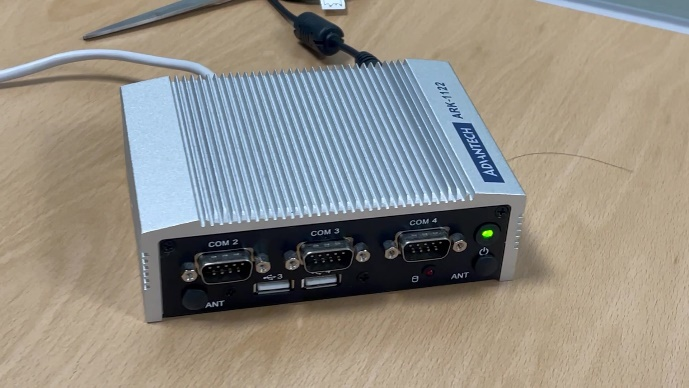 ADVANTECH ARK-1122
COM 2
COM 3
COM 4
3
ANT
ANT